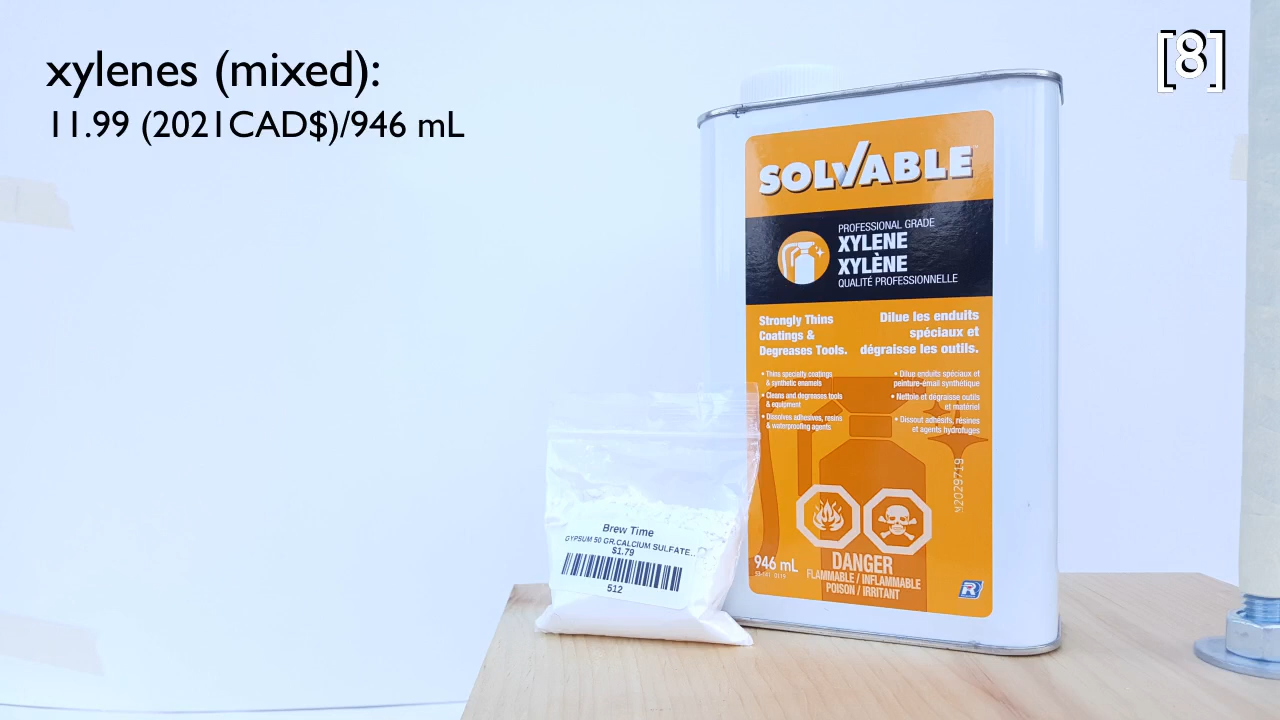 xylenes (mixed):
11.99 (2021CAD$)/946 mL
[8]
SOLVABLE
PROFESSIONAL GRADE
XYLENE
XYLÈNE
QUALITÉ PROFESSIONNELLE
Strongly Thins
Coatings &
Degreases Tools.
Dilue les enduits
spéciaux et
dégraisse les outils.
• Thins specialty coatings
& synthetic enamels
• Cleans and degreases tools
& equipment
• Dissolves adhesives, resins
& waterproofing agents
• Dilue enduits spéciaux et
peinture-émail synthétique
• Nettoie et dégraisse outils
et matériel
• Dissout adhésifs, résines
et agents hydrofuges
M2029719
946 mL
DANGER
FLAMMABLE / INFLAMMABLE
POISON / IRRITANT
R
Brew Time
GYPSUM 50 GR.CALCIUM SULFATE...
$1.79
512